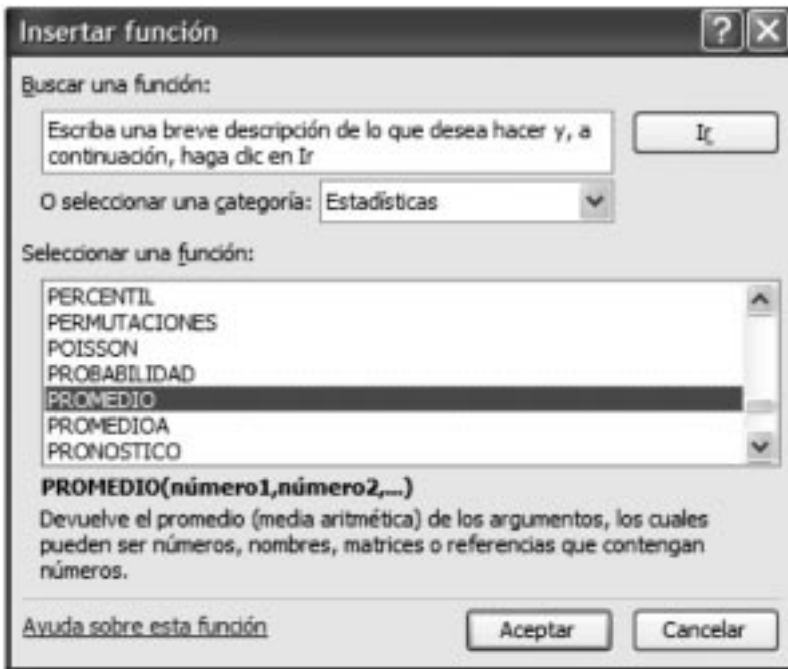 Insertar función
Buscar una función:
Escriba una breve descripción de lo que desea hacer y, a
continuación, haga clic en Ir
Ir
O seleccionar una categoría: Estadísticas
Seleccionar una función:
PERCENTIL
PERMUTACIONES
POISSON
PROBABILIDAD
PROMEDIO
PROMEDIOA
PRONOSTICO
PROMEDIO(número1,número2,...)
Devuelve el promedio (media aritmética) de los argumentos, los cuales
pueden ser números, nombres, matrices o referencias que contengan
números.
Ayuda sobre esta función
Aceptar
Cancelar